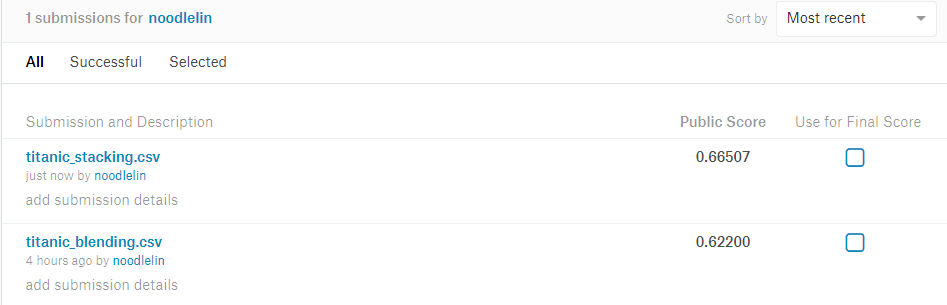 1 submissions for noodlelin Sort by Most recent
All Successful Selected
Submission and Description Public Score Use for Final Score
titanic_stacking.csv 0.66507
just now by noodlelin
add submission details
titanic_blending.csv 0.62200
4 hours ago by noodlelin
add submission details